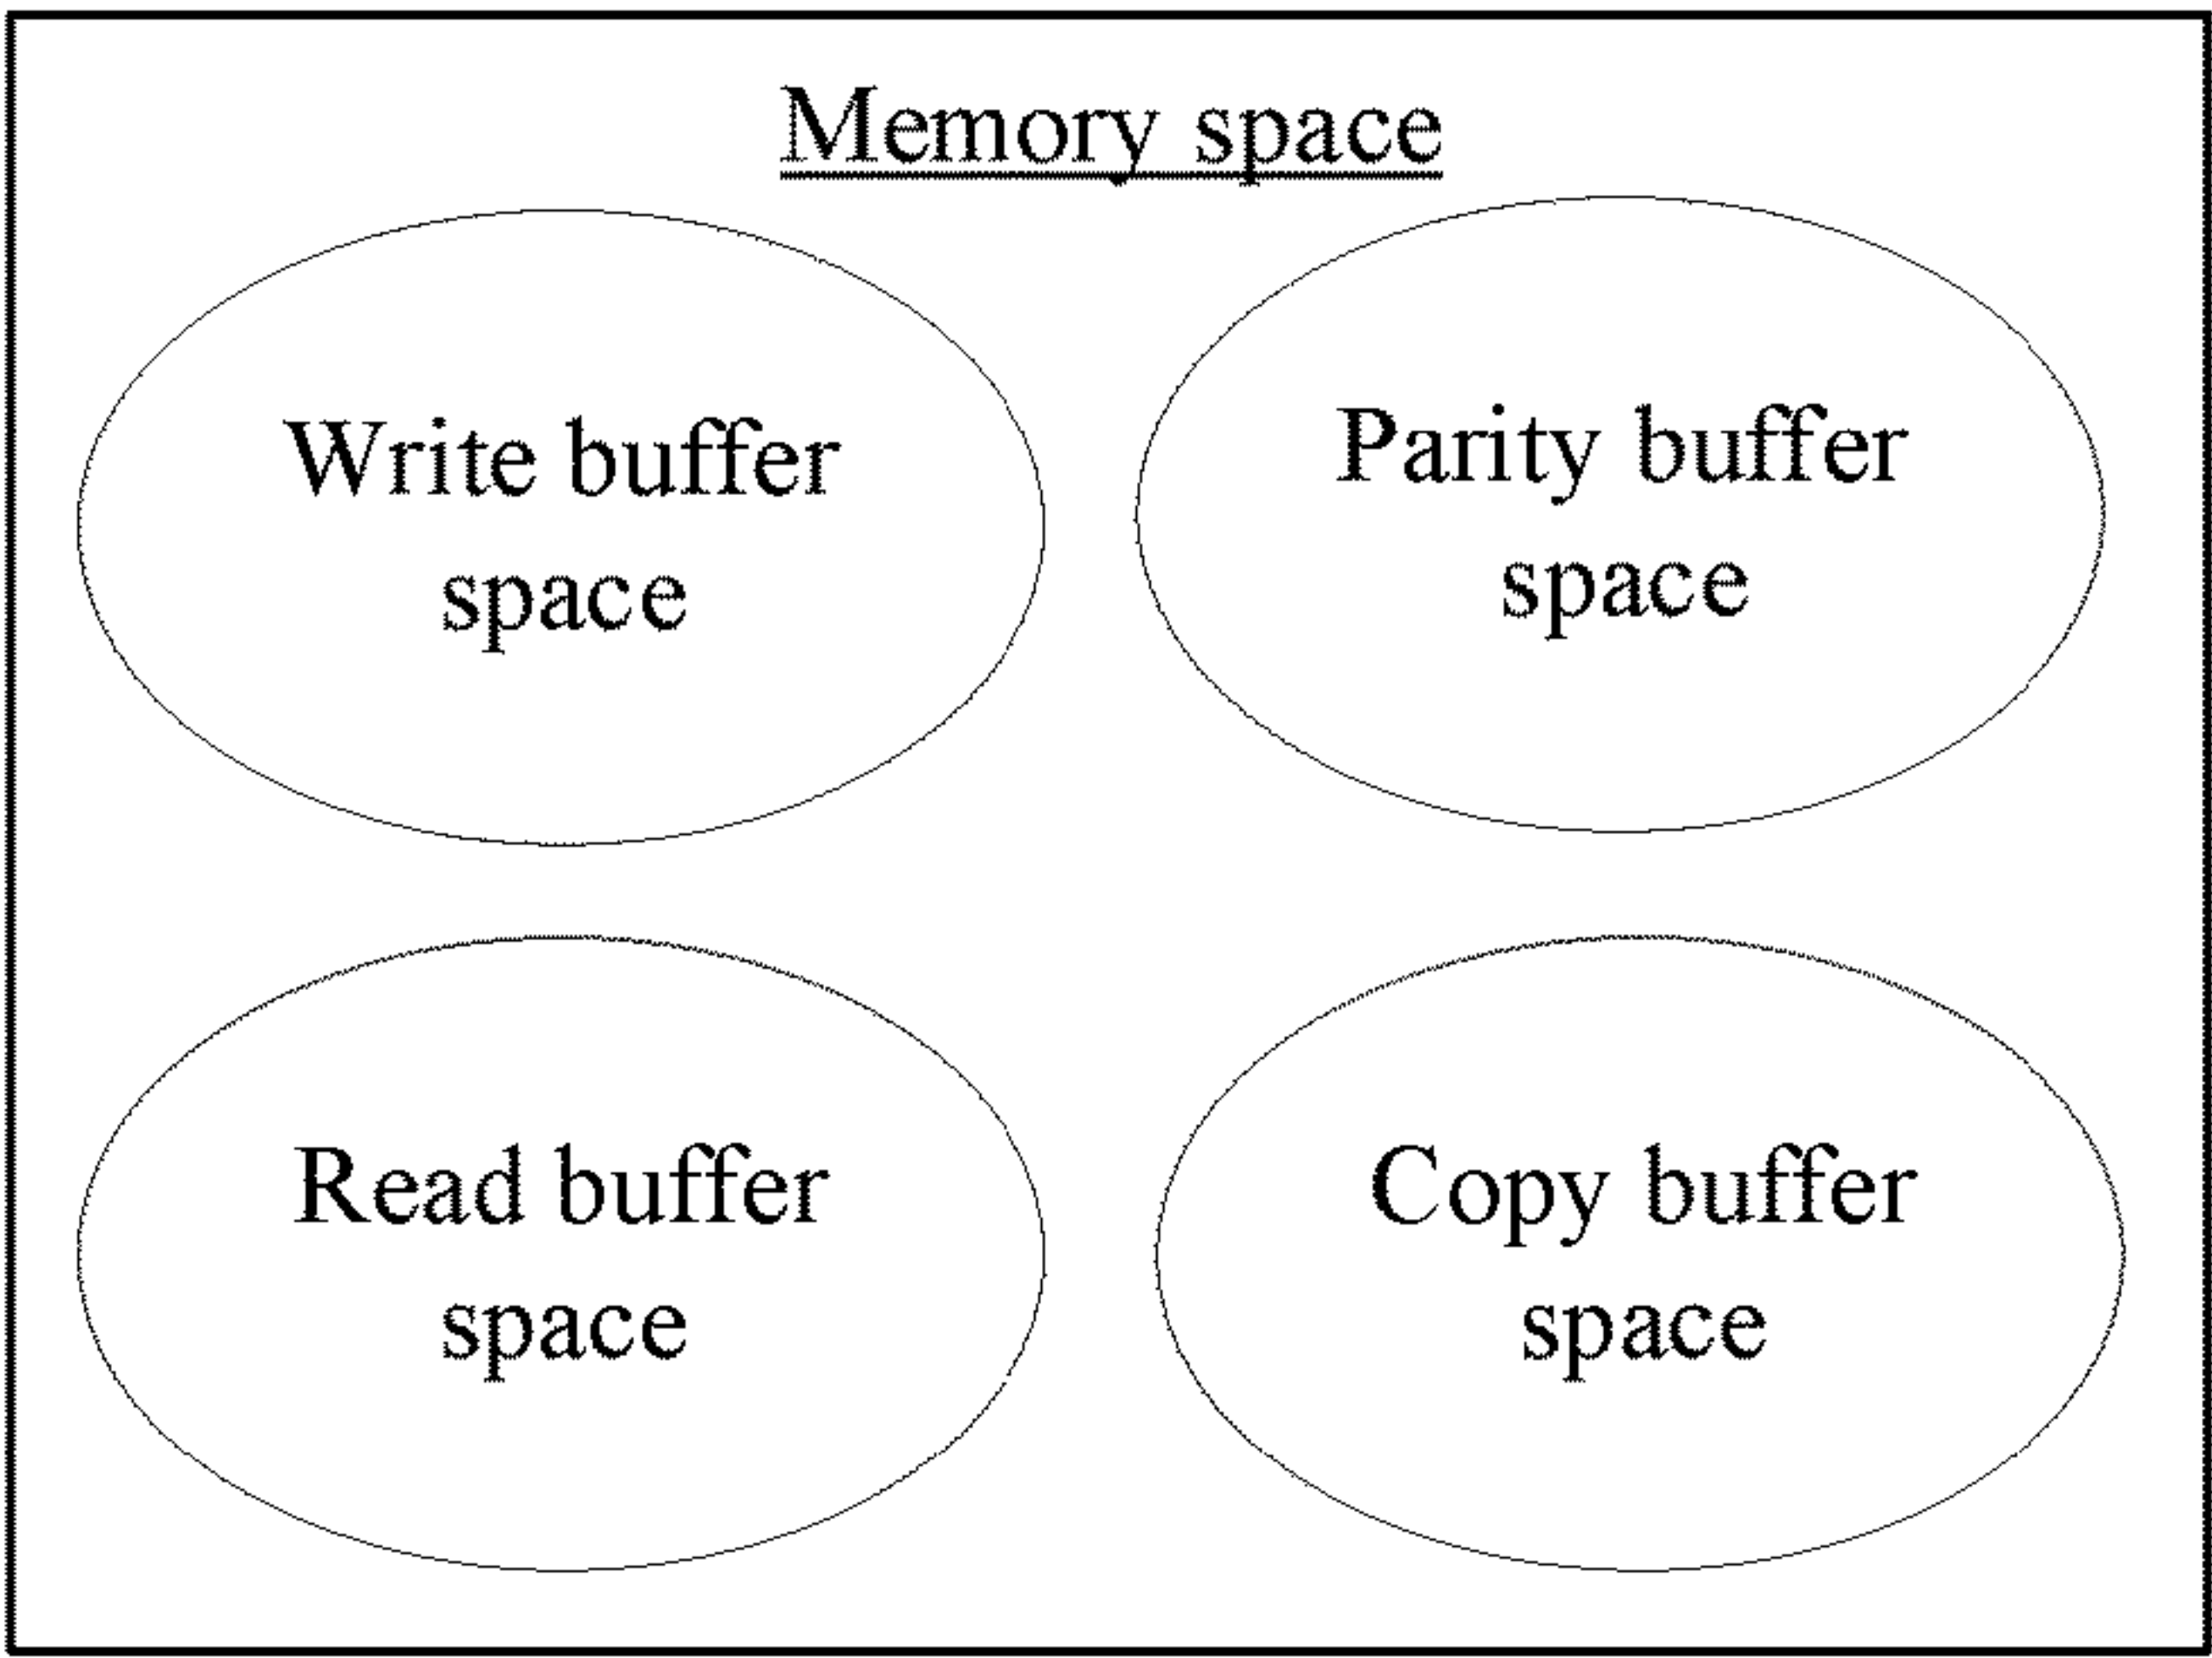 Memory space
Write buffer
space
Parity buffer
space
Read buffer
space
Copy buffer
space